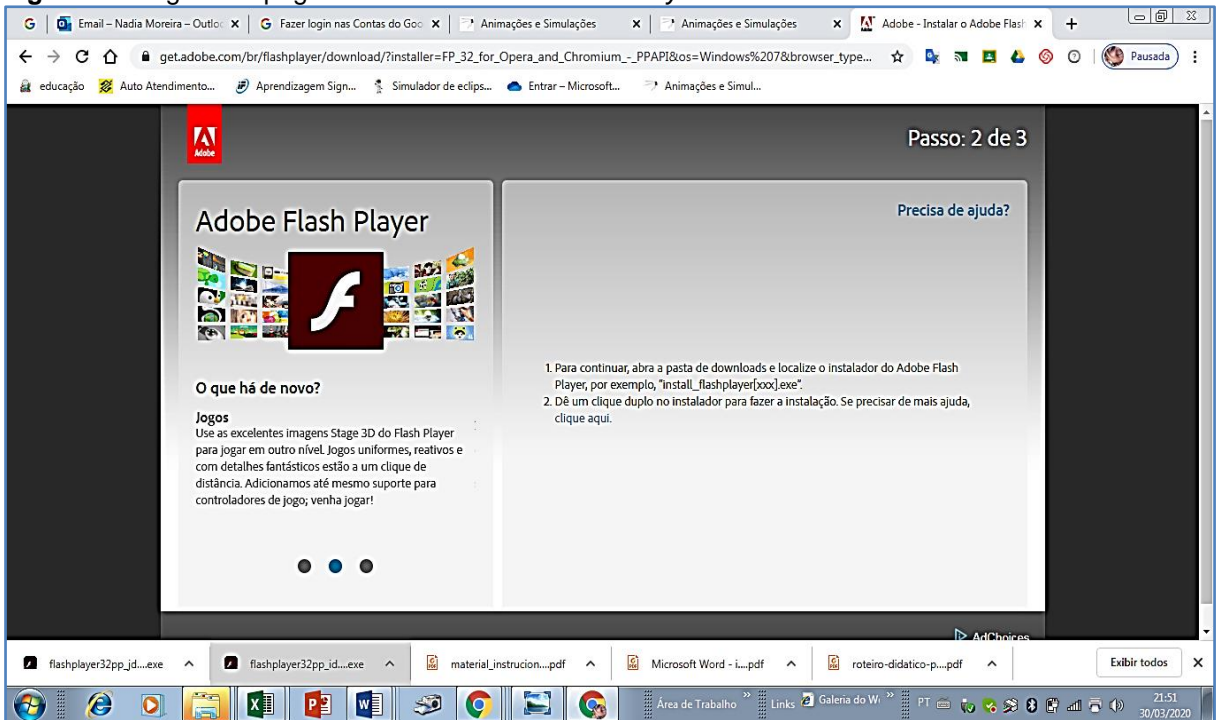 Email – Nadia Moreira – Outloo
Fazer login nas Contas do Goo
Animações e Simulações
Animações e Simulações
Adobe - Instalar o Adobe Flash
get.adobe.com/br/flashplayer/download/?installer=FP_32_for_Opera_and_Chromium_-_PPAPI&os=Windows%207&browser_type...
Pausada
educação
Auto Atendimento...
Aprendizagem Sign...
Simulador de eclips...
Entrar – Microsoft...
Animações e Simul...
Adobe
Passo: 2 de 3
Adobe Flash Player
O que há de novo?
Jogos
Use as excelentes imagens Stage 3D do Flash Player
para jogar em outro nível. Jogos uniformes, reativos e
com detalhes fantásticos estão a um clique de
distância. Adicionamos até mesmo suporte para
controladores de jogo; venha jogar!
Precisa de ajuda?
1. Para continuar, abra a pasta de downloads e localize o instalador do Adobe Flash
Player, por exemplo, "install_flashplayer[xxx].exe".
2. Dê um clique duplo no instalador para fazer a instalação. Se precisar de mais ajuda,
clique aqui.
AdChoices
flashplayer32pp_jd....exe
flashplayer32pp_id....exe
material_instrucion....pdf
Microsoft Word - i....pdf
roteiro-didatico-p....pdf
Exibir todos
Área de Trabalho
Links
Galeria do W
PT
21:51
30/03/2020